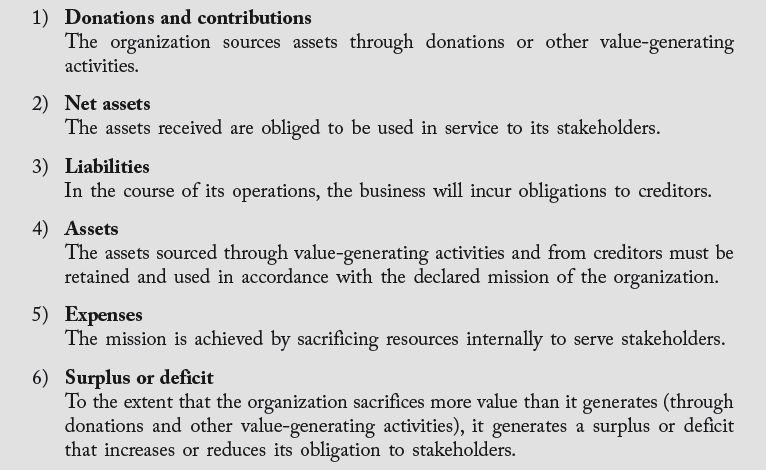 1) Donations and contributions
The organization sources assets through donations or other value-generating
activities.
2) Net assets
The assets received are obliged to be used in service to its stakeholders.
3) Liabilities
In the course of its operations, the business will incur obligations to creditors.
4) Assets
The assets sourced through value-generating activities and from creditors must be
retained and used in accordance with the declared mission of the organization.
5) Expenses
The mission is achieved by sacrificing resources internally to serve stakeholders.
6) Surplus or deficit
To the extent that the organization sacrifices more value than it generates (through
donations and other value-generating activities), it generates a surplus or deficit
that increases or reduces its obligation to stakeholders.